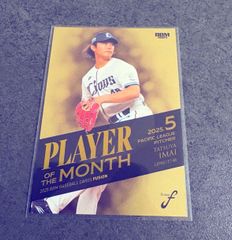 BBM
Lions
2025. 5
PACIFIC LEAGUE
PITCHER
TATSUYA
IMAI
PLAYER
OF THE MONTH
2025 BBM BASEBALL CARDS FUSION
f